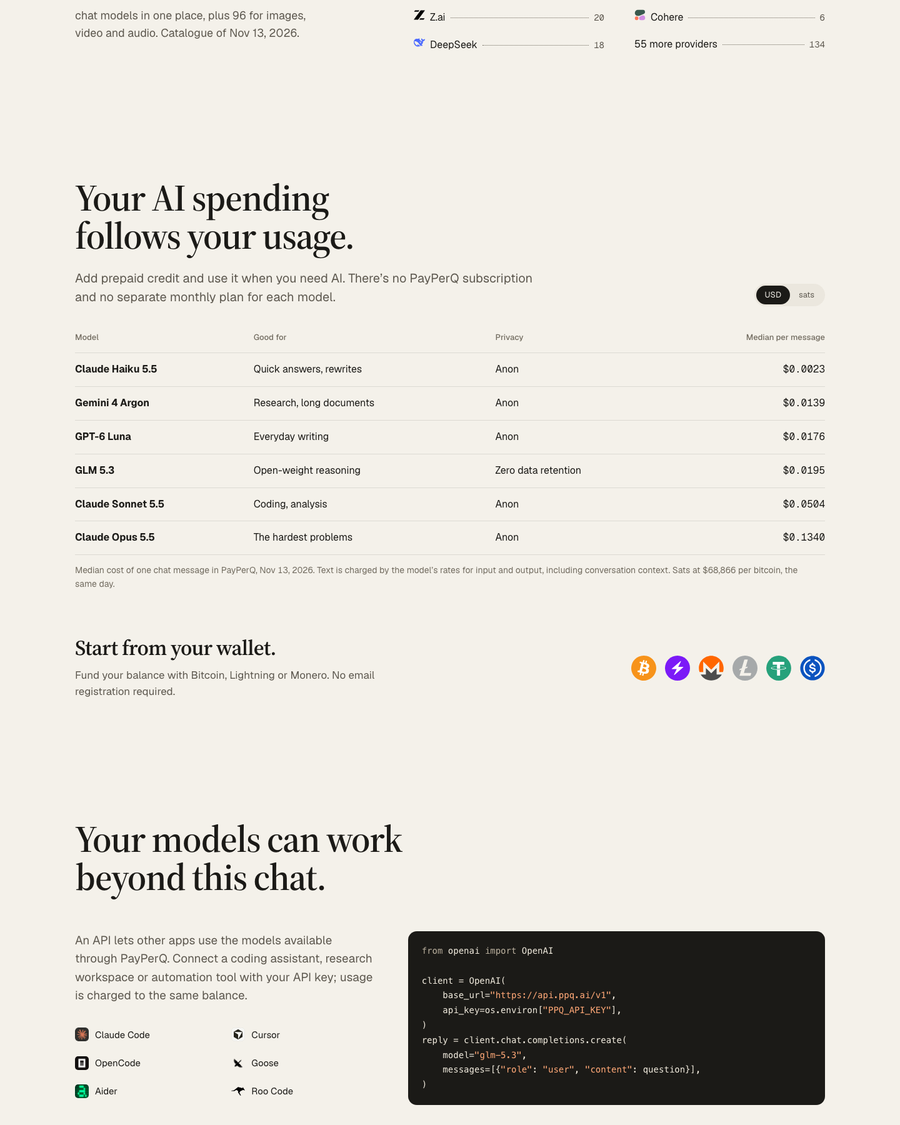 chat models in one place, plus 96 for images,
video and audio. Catalogue of Nov 13, 2026.
Z.ai 20
DeepSeek 18
Cohere 6
55 more providers 134
Your AI spending
follows your usage.
Add prepaid credit and use it when you need AI. There’s no PayPerQ subscription
and no separate monthly plan for each model.
USD sats
Model Good for Privacy Median per message
Claude Haiku 5.5 Quick answers, rewrites Anon $0.0023
Gemini 4 Argon Research, long documents Anon $0.0139
GPT-6 Luna Everyday writing Anon $0.0176
GLM 5.3 Open-weight reasoning Zero data retention $0.0195
Claude Sonnet 5.5 Coding, analysis Anon $0.0504
Claude Opus 5.5 The hardest problems Anon $0.1340
Median cost of one chat message in PayPerQ, Nov 13, 2026. Text is charged by the model’s rates for input and output, including conversation context. Sats at $68,866 per bitcoin, the
same day.
Start from your wallet.
Fund your balance with Bitcoin, Lightning or Monero. No email
registration required.
Your models can work
beyond this chat.
An API lets other apps use the models available
through PayPerQ. Connect a coding assistant, research
workspace or automation tool with your API key; usage
is charged to the same balance.
Claude Code Cursor
OpenCode Goose
Aider Roo Code
from openai import OpenAI
client = OpenAI(
base_url="https://api.ppq.ai/v1",
api_key=os.environ["PPQ_API_KEY"],
)
reply = client.chat.completions.create(
model="glm-5.3",
messages=[{"role": "user", "content": question}],
)